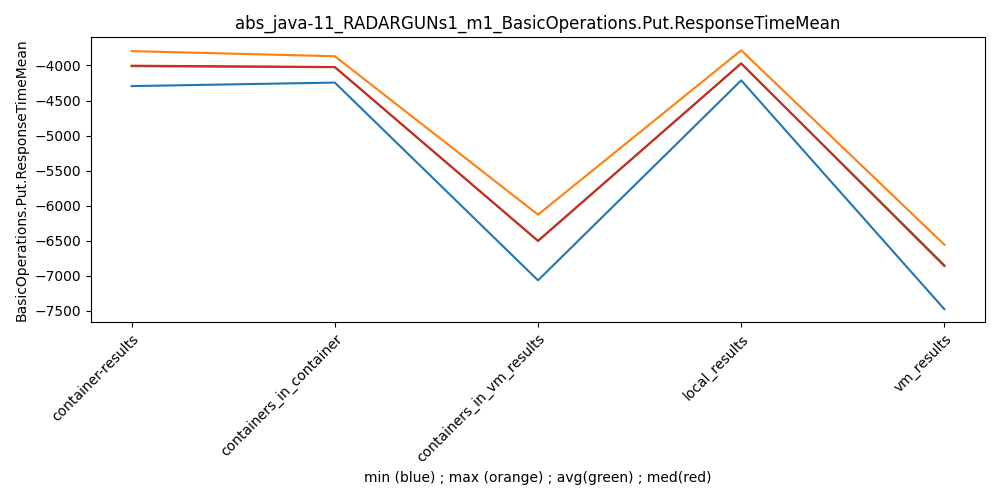 abs_java-11_RADARGUNs1_m1_BasicOperations.Put.ResponseTimeMean
BasicOperations.Put.ResponseTimeMean
−4000
−4500
−5000
−5500
−6000
−6500
−7000
−7500
container-results
containers_in_container
containers_in_vm_results
local_results
vm_results
min (blue) ; max (orange) ; avg(green) ; med(red)